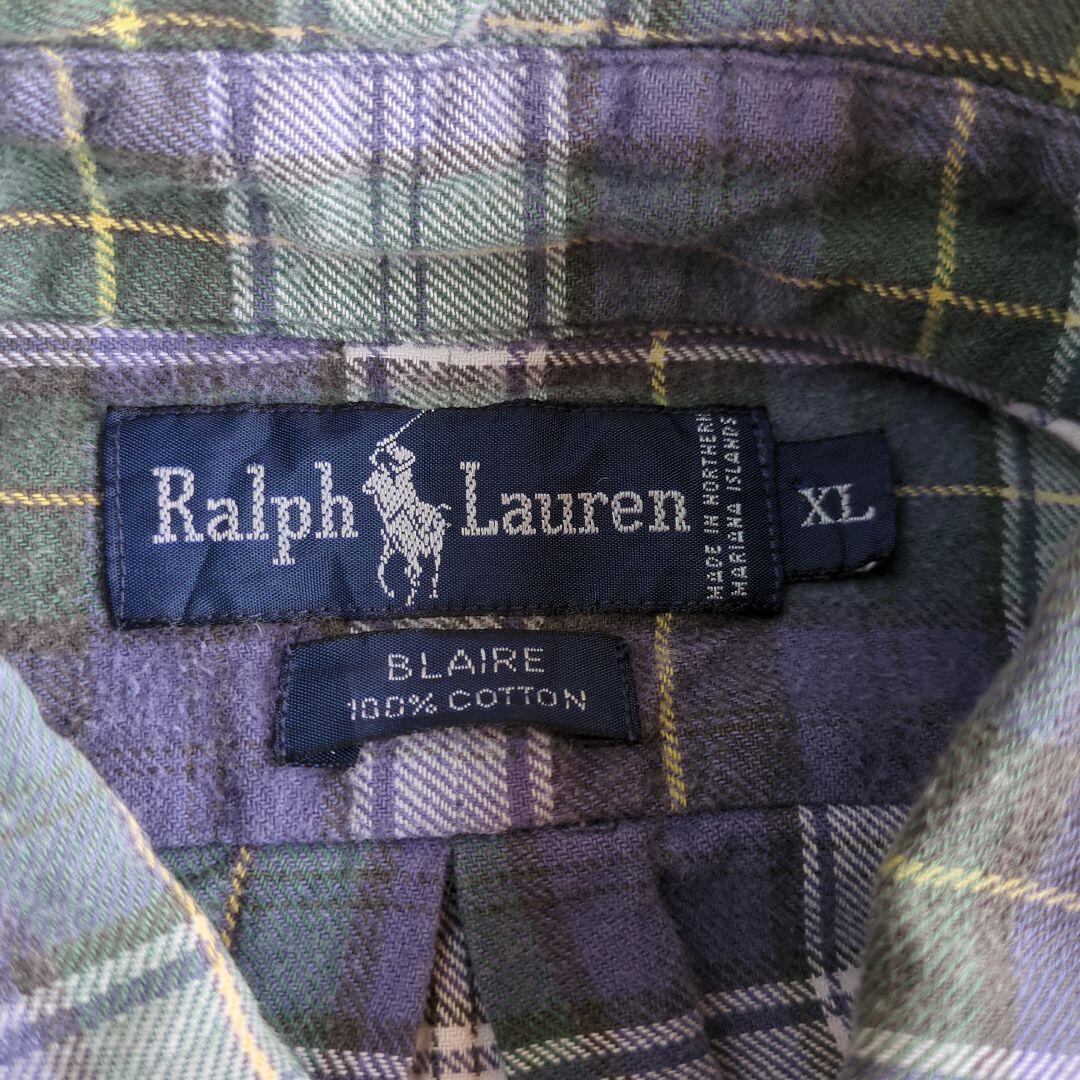 Ralph Lauren
MADE IN NORTHERN
MARIANA ISLANDS
XL
BLAIRE
100% COTTON